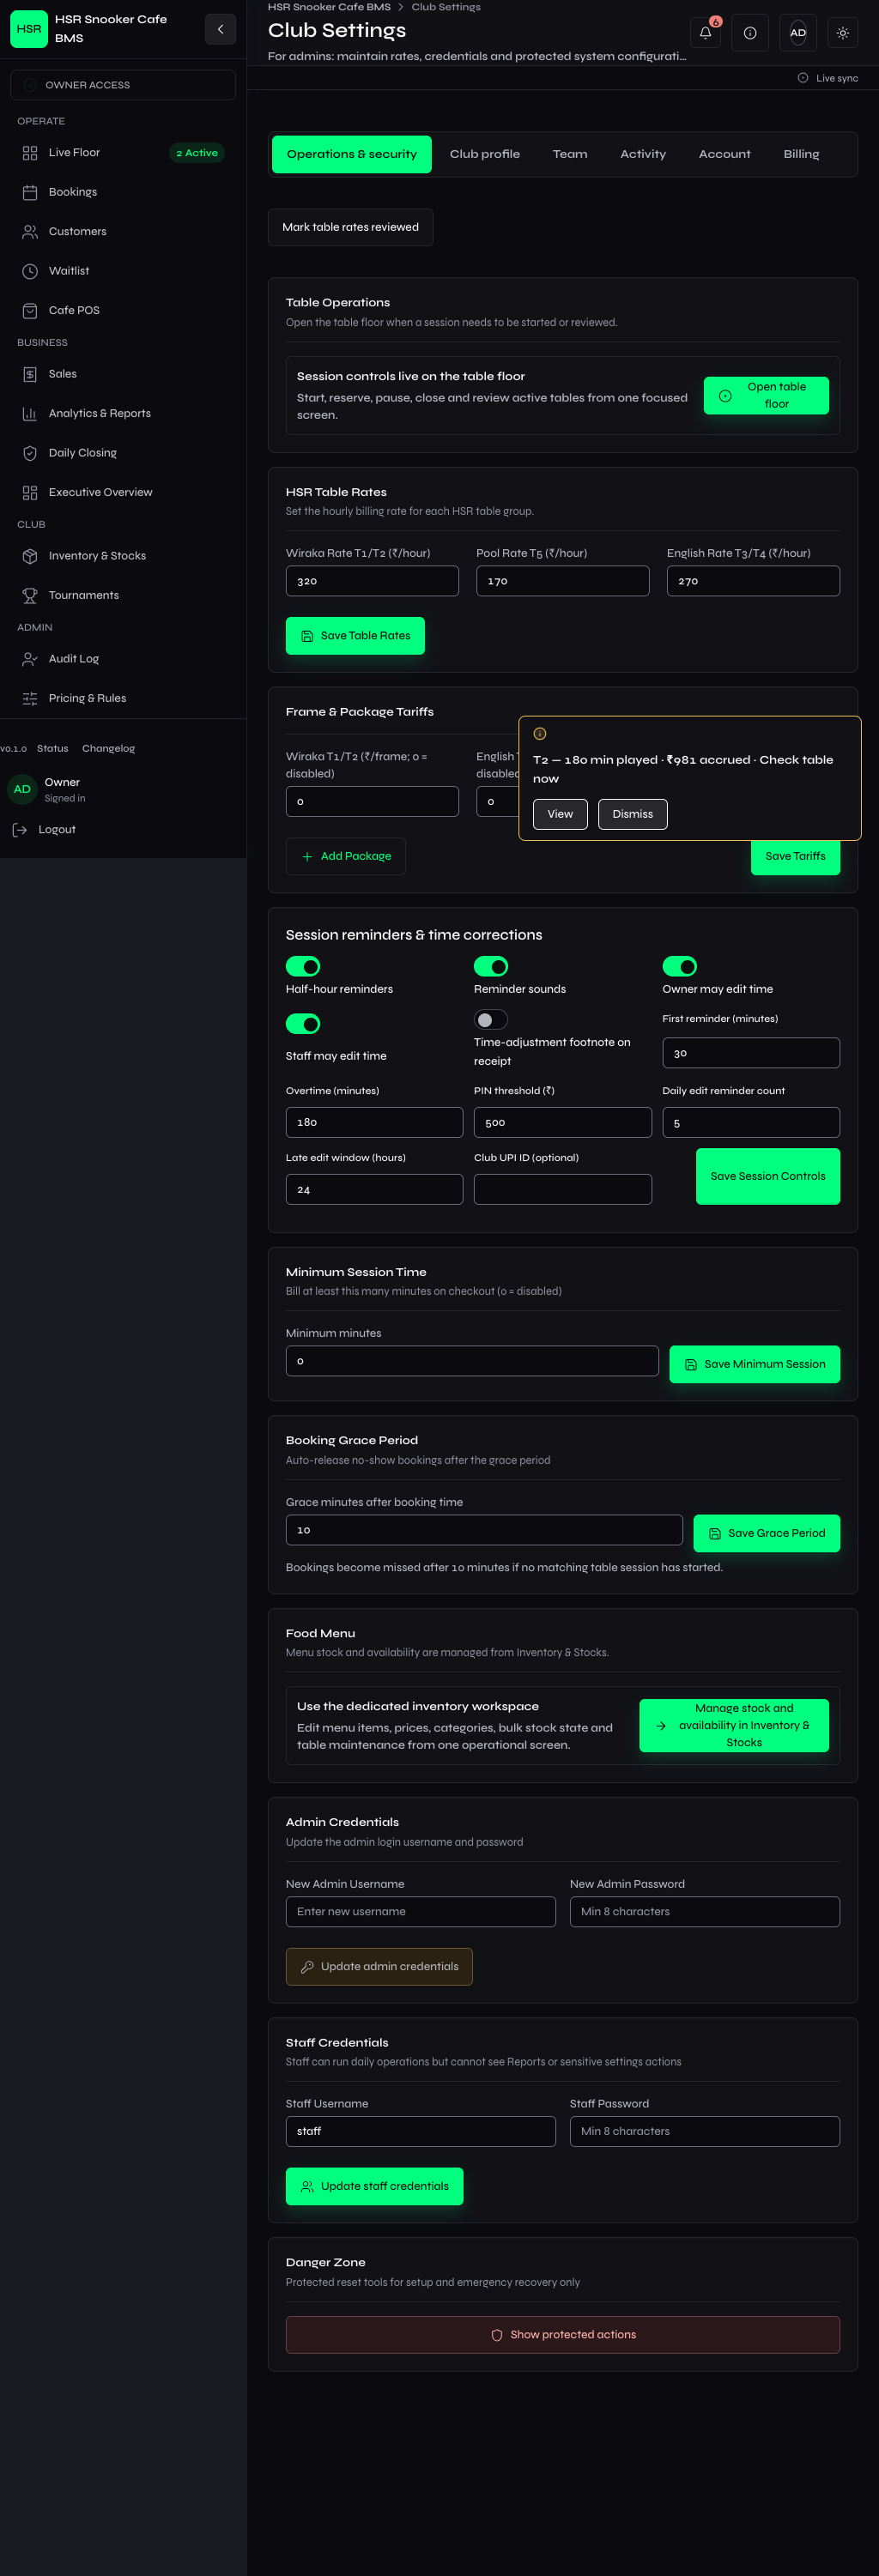 HSR
HSR Snooker Cafe
BMS
OWNER ACCESS
OPERATE
Live Floor
2 Active
Bookings
Customers
Waitlist
Cafe POS
BUSINESS
Sales
Analytics & Reports
Daily Closing
Executive Overview
CLUB
Inventory & Stocks
Tournaments
ADMIN
Audit Log
Pricing & Rules
v0.1.0 Status Changelog
AD
Owner
Signed in
Logout
HSR Snooker Cafe BMS > Club Settings
Club Settings
For admins: maintain rates, credentials and protected system configurati...
6
AD
Live sync
Operations & security
Club profile
Team
Activity
Account
Billing
Mark table rates reviewed
Table Operations
Open the table floor when a session needs to be started or reviewed.
Session controls live on the table floor
Start, reserve, pause, close and review active tables from one focused
screen.
Open table
floor
HSR Table Rates
Set the hourly billing rate for each HSR table group.
Wiraka Rate T1/T2 (₹/hour)
320
Pool Rate T5 (₹/hour)
170
English Rate T3/T4 (₹/hour)
270
Save Table Rates
Frame & Package Tariffs
Wiraka T1/T2 (₹/frame; 0 =
disabled)
0
English
disabled
0
T2 — 180 min played · ₹981 accrued · Check table
now
View
Dismiss
Add Package
Save Tariffs
Session reminders & time corrections
Half-hour reminders
Reminder sounds
Owner may edit time
Staff may edit time
Time-adjustment footnote on
receipt
First reminder (minutes)
30
Overtime (minutes)
180
PIN threshold (₹)
500
Daily edit reminder count
5
Late edit window (hours)
24
Club UPI ID (optional)
Save Session Controls
Minimum Session Time
Bill at least this many minutes on checkout (0 = disabled)
Minimum minutes
0
Save Minimum Session
Booking Grace Period
Auto-release no-show bookings after the grace period
Grace minutes after booking time
10
Save Grace Period
Bookings become missed after 10 minutes if no matching table session has started.
Food Menu
Menu stock and availability are managed from Inventory & Stocks.
Use the dedicated inventory workspace
Edit menu items, prices, categories, bulk stock state and
table maintenance from one operational screen.
Manage stock and
availability in Inventory &
Stocks
Admin Credentials
Update the admin login username and password
New Admin Username
Enter new username
New Admin Password
Min 8 characters
Update admin credentials
Staff Credentials
Staff can run daily operations but cannot see Reports or sensitive settings actions
Staff Username
staff
Staff Password
Min 8 characters
Update staff credentials
Danger Zone
Protected reset tools for setup and emergency recovery only
Show protected actions